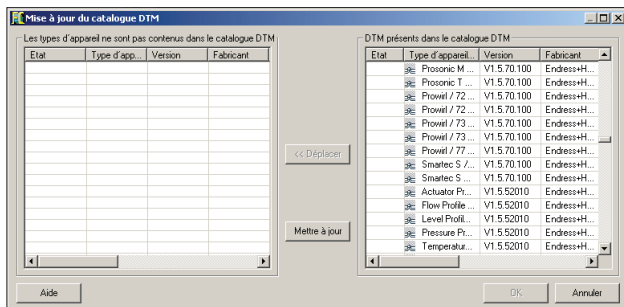 Mise à jour du catalogue DTM
Les types d'appareil ne sont pas contenus dans le catalogue DTM
Etat Type d'app... Version Fabricant
<< Déplacer
Mettre à jour
DTM présents dans le catalogue DTM
Etat Type d'appareil... Version Fabricant
Prosonic M ... V1.5.70.100 Endress+H...
Prosonic T ... V1.5.70.100 Endress+H...
Prowirl / 72 ... V1.5.70.100 Endress+H...
Prowirl / 72 ... V1.5.70.100 Endress+H...
Prowirl / 73 ... V1.5.70.100 Endress+H...
Prowirl / 73 ... V1.5.70.100 Endress+H...
Prowirl / 77 ... V1.5.70.100 Endress+H...
Smartec S /... V1.5.70.100 Endress+H...
Smartec S ... V1.5.70.100 Endress+H...
Actuator Pr... V1.5.52010 Endress+H...
Flow Profile ... V1.5.52010 Endress+H...
Level Profil... V1.5.52010 Endress+H...
Pressure Pr... V1.5.52010 Endress+H...
Temperatur... V1.5.52010 Endress+H...
Aide
OK
Annuler